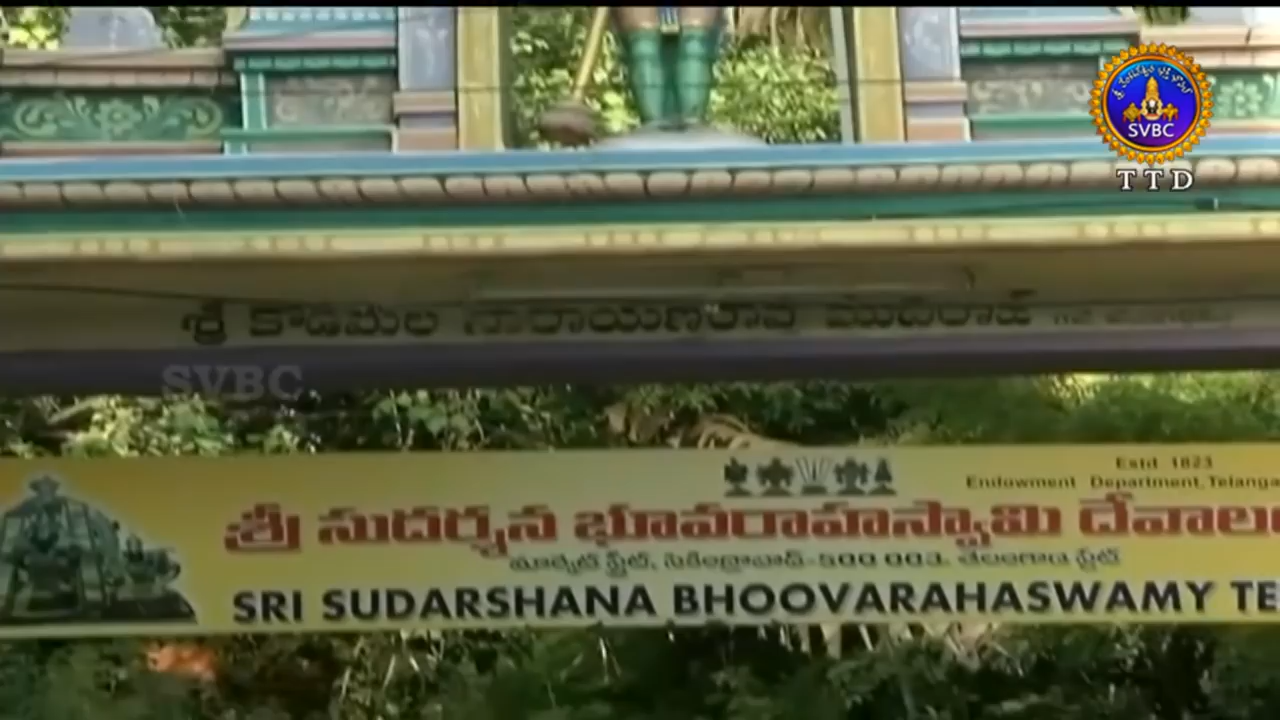 SVBC
TTD
శ్రీ కొడిమెల నారాయణరావు ముదిరాజ్
SVBC
Estd 1823
Endowment Department, Telanga
శ్రీ సుదర్శన భూవరాహస్వామి దేవాల
మార్కెట్ స్ట్రీట్, సికింద్రాబాద్-500 003. తెలంగాణ స్టేట్
SRI SUDARSHANA BHOOVARAHASWAMY TE